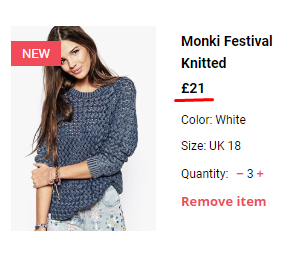 NEW
Monki Festival
Knitted
£21
Color: White
Size: UK 18
Quantity: – 3 +
Remove item